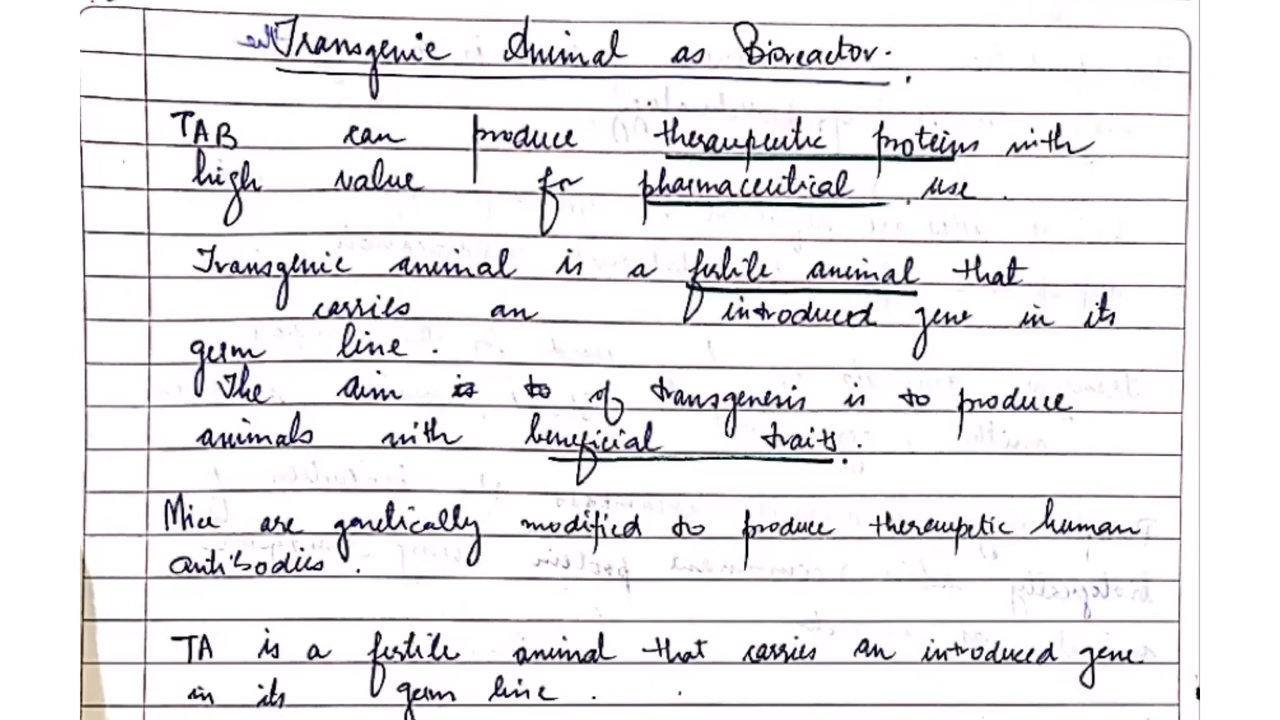 Transgenic Animal as Bioreactor.
TAB can produce theraupeutic proteins with
high value for pharmaceutical use.
Transgenic animal is a fertile animal that
carries an introduced gene in its
germ line.
The aim is to of transgenesis is to produce
animals with beneficial traits.
Mice are genetically modified to produce theraupetic human
antibodies.
TA is a fertile animal that carries an introduced gene
in its germ line.